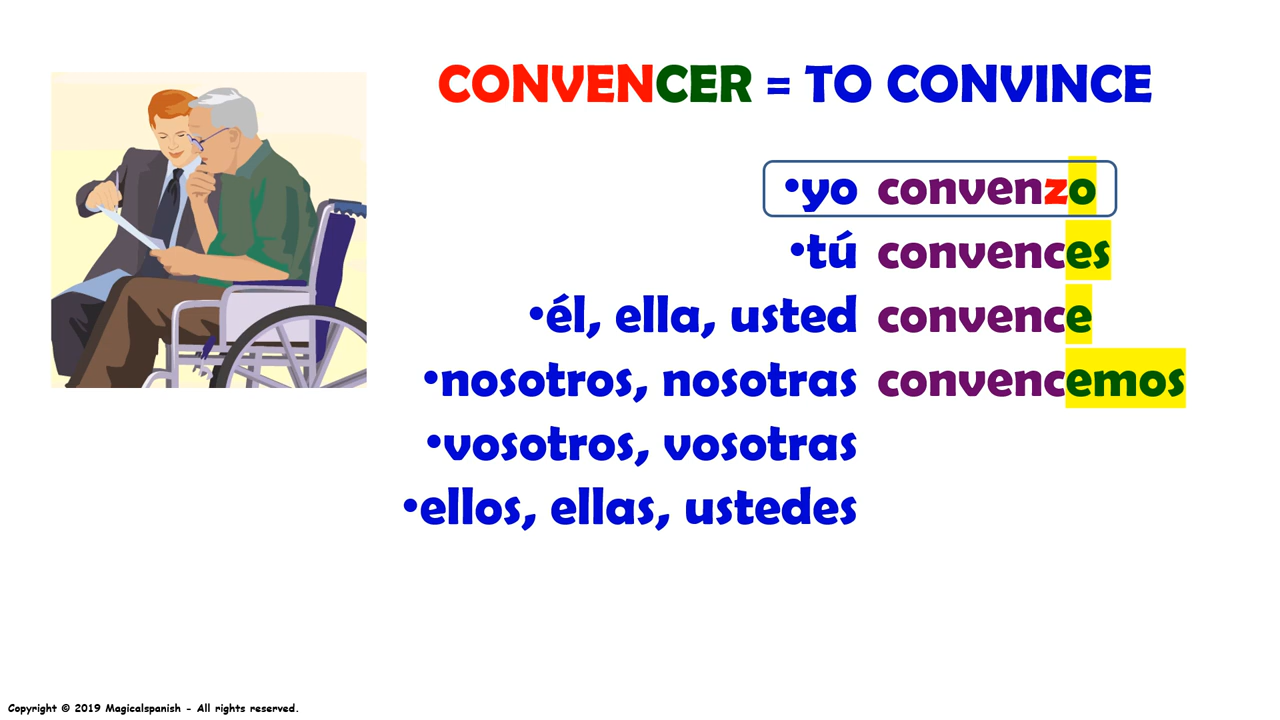 CONVENCER = TO CONVINCE
•yo convenzo
•tú convences
•él, ella, usted convence
•nosotros, nosotras convencemos
•vosotros, vosotras
•ellos, ellas, ustedes
Copyright © 2019 Magicalspanish - All rights reserved.